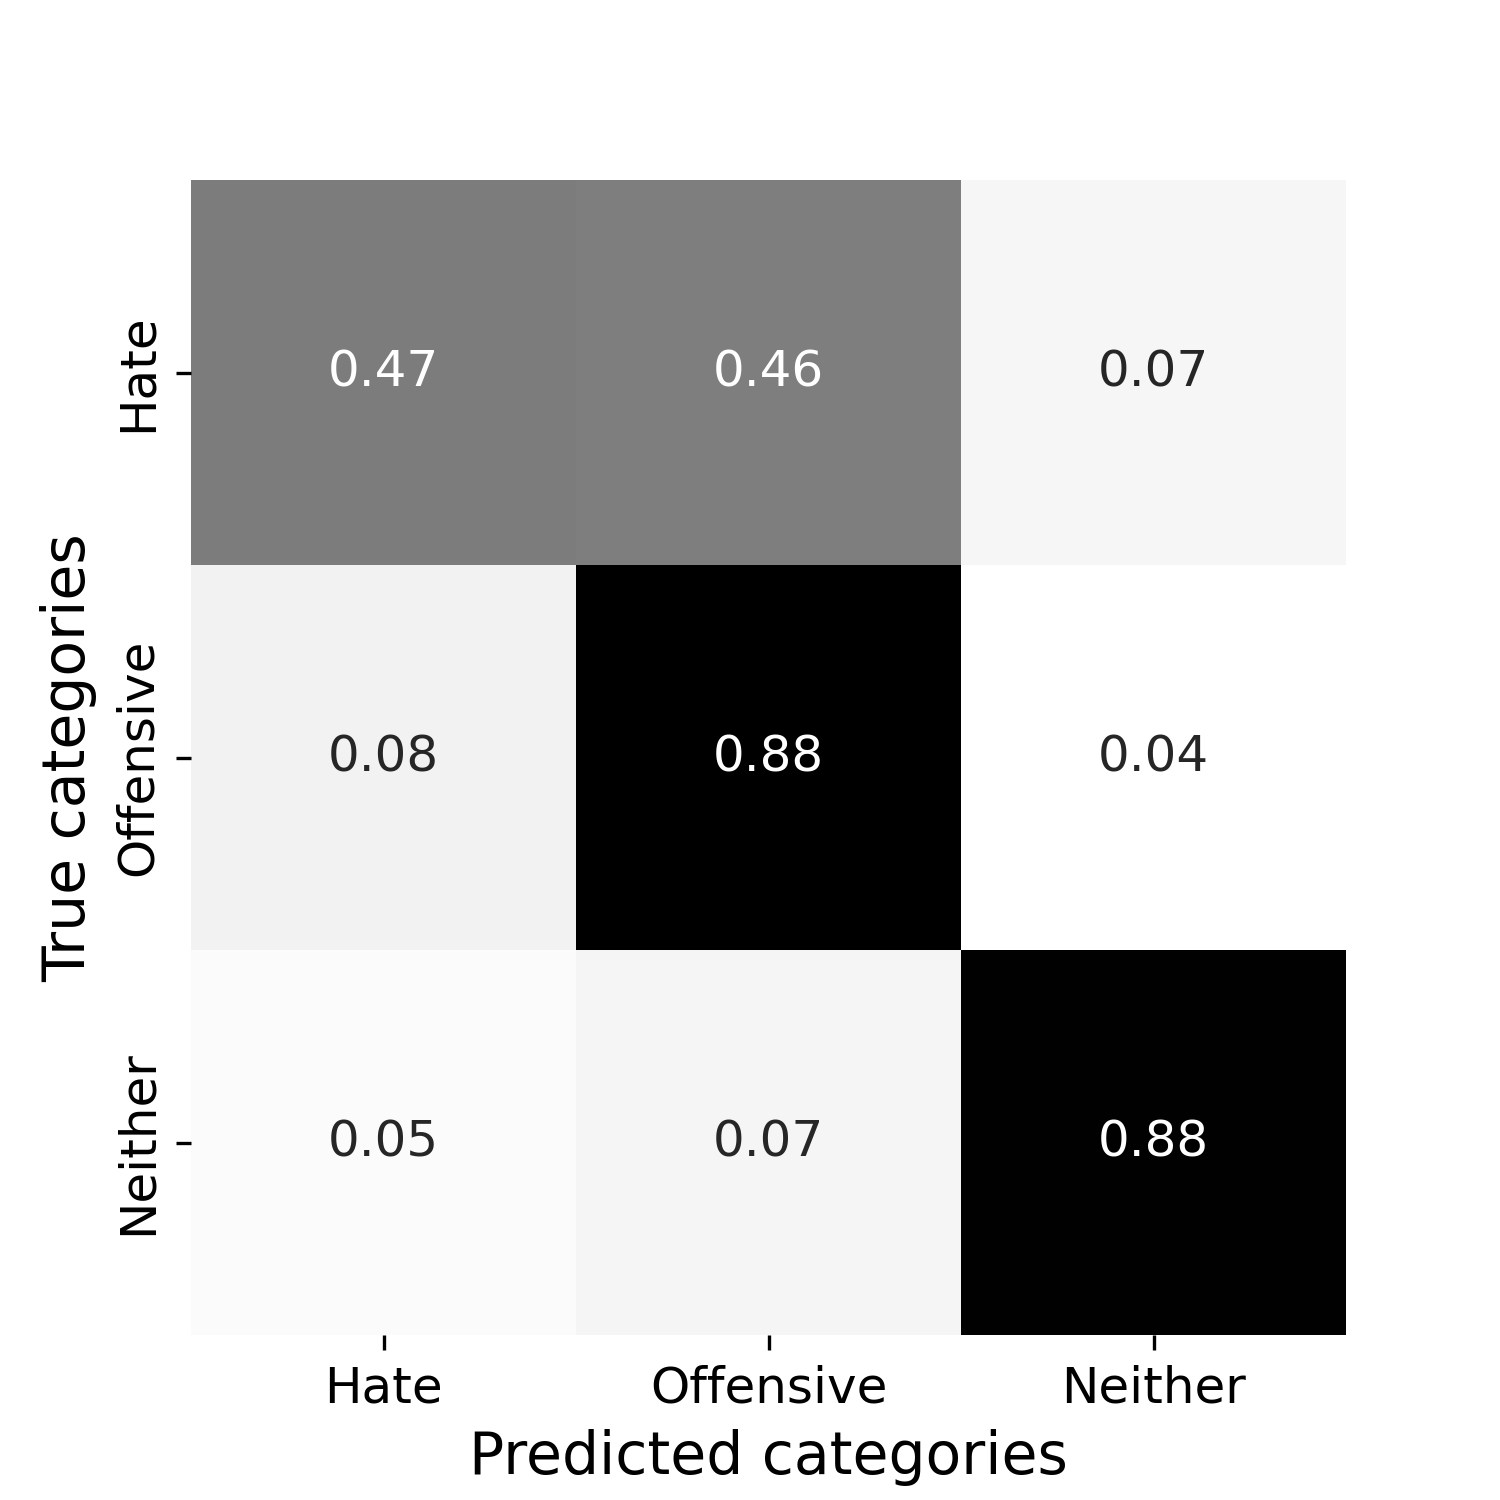 True categories
Hate
0.47 0.46 0.07
Offensive
0.08 0.88 0.04
Neither
0.05 0.07 0.88
Hate Offensive Neither
Predicted categories